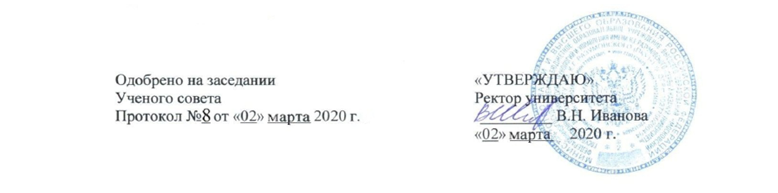 Одобрено на заседании
Ученого совета
Протокол №8 от «02» марта 2020 г.
«УТВЕРЖДАЮ»
Ректор университета
В.Н. Иванова
«02» марта 2020 г.